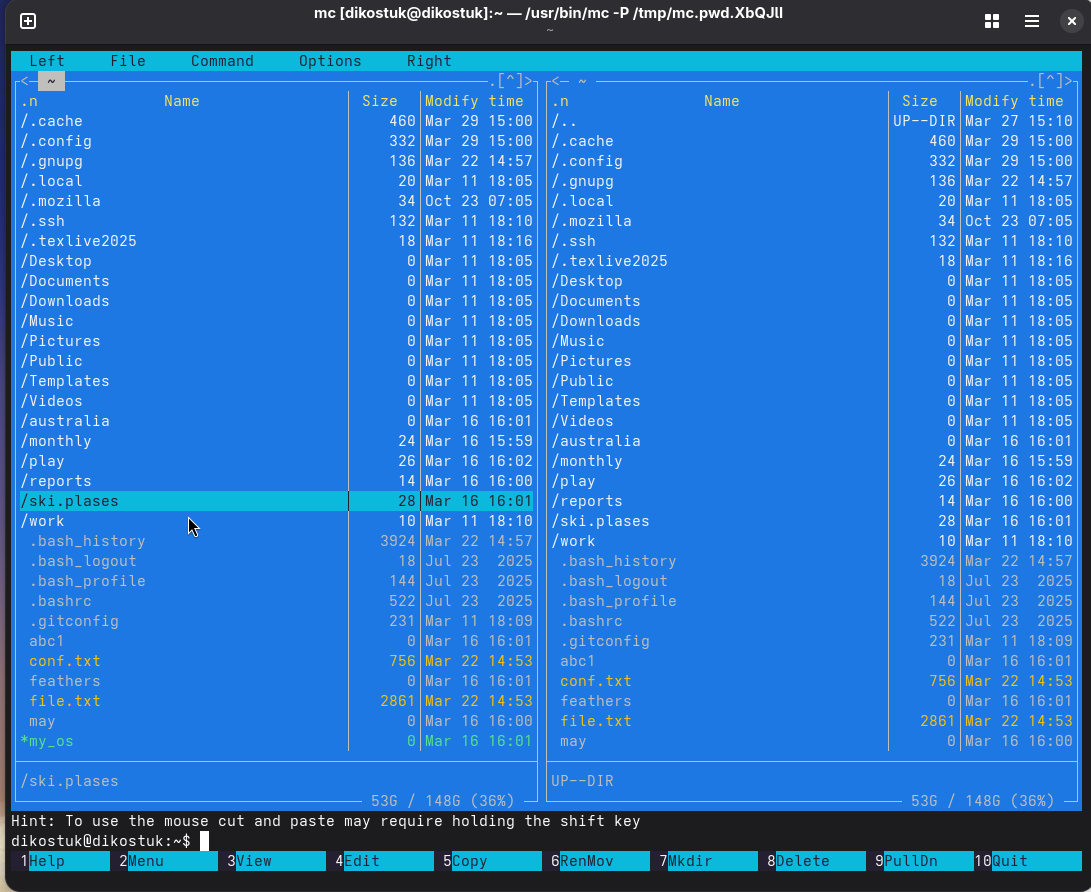 mc [dikostuk@dikostuk]:~ — /usr/bin/mc -P /tmp/mc.pwd.XbQJlI
~
Left File Command Options Right
<— ~ .[^]>
.n Name Size Modify time
/.cache 460 Mar 29 15:00
/.config 332 Mar 29 15:00
/.gnupg 136 Mar 22 14:57
/.local 20 Mar 11 18:05
/.mozilla 34 Oct 23 07:05
/.ssh 132 Mar 11 18:10
/.texlive2025 18 Mar 11 18:16
/Desktop 0 Mar 11 18:05
/Documents 0 Mar 11 18:05
/Downloads 0 Mar 11 18:05
/Music 0 Mar 11 18:05
/Pictures 0 Mar 11 18:05
/Public 0 Mar 11 18:05
/Templates 0 Mar 11 18:05
/Videos 0 Mar 11 18:05
/australia 0 Mar 16 16:01
/monthly 24 Mar 16 15:59
/play 26 Mar 16 16:02
/reports 14 Mar 16 16:00
/ski.plases 28 Mar 16 16:01
/work 10 Mar 11 18:10
.bash_history 3924 Mar 22 14:57
.bash_logout 18 Jul 23 2025
.bash_profile 144 Jul 23 2025
.bashrc 522 Jul 23 2025
.gitconfig 231 Mar 11 18:09
abc1 0 Mar 16 16:01
conf.txt 756 Mar 22 14:53
feathers 0 Mar 16 16:01
file.txt 2861 Mar 22 14:53
may 0 Mar 16 16:00
*my_os 0 Mar 16 16:01
/ski.plases
53G / 148G (36%)
<— ~ .[^]>
.n Name Size Modify time
/.. UP--DIR Mar 27 15:10
/.cache 460 Mar 29 15:00
/.config 332 Mar 29 15:00
/.gnupg 136 Mar 22 14:57
/.local 20 Mar 11 18:05
/.mozilla 34 Oct 23 07:05
/.ssh 132 Mar 11 18:10
/.texlive2025 18 Mar 11 18:16
/Desktop 0 Mar 11 18:05
/Documents 0 Mar 11 18:05
/Downloads 0 Mar 11 18:05
/Music 0 Mar 11 18:05
/Pictures 0 Mar 11 18:05
/Public 0 Mar 11 18:05
/Templates 0 Mar 11 18:05
/Videos 0 Mar 11 18:05
/australia 0 Mar 16 16:01
/monthly 24 Mar 16 15:59
/play 26 Mar 16 16:02
/reports 14 Mar 16 16:00
/ski.plases 28 Mar 16 16:01
/work 10 Mar 11 18:10
.bash_history 3924 Mar 22 14:57
.bash_logout 18 Jul 23 2025
.bash_profile 144 Jul 23 2025
.bashrc 522 Jul 23 2025
.gitconfig 231 Mar 11 18:09
abc1 0 Mar 16 16:01
conf.txt 756 Mar 22 14:53
feathers 0 Mar 16 16:01
file.txt 2861 Mar 22 14:53
may 0 Mar 16 16:00
UP--DIR
53G / 148G (36%)
Hint: To use the mouse cut and paste may require holding the shift key
dikostuk@dikostuk:~$
1Help 2Menu 3View 4Edit 5Copy 6RenMov 7Mkdir 8Delete 9PullDn 10Quit